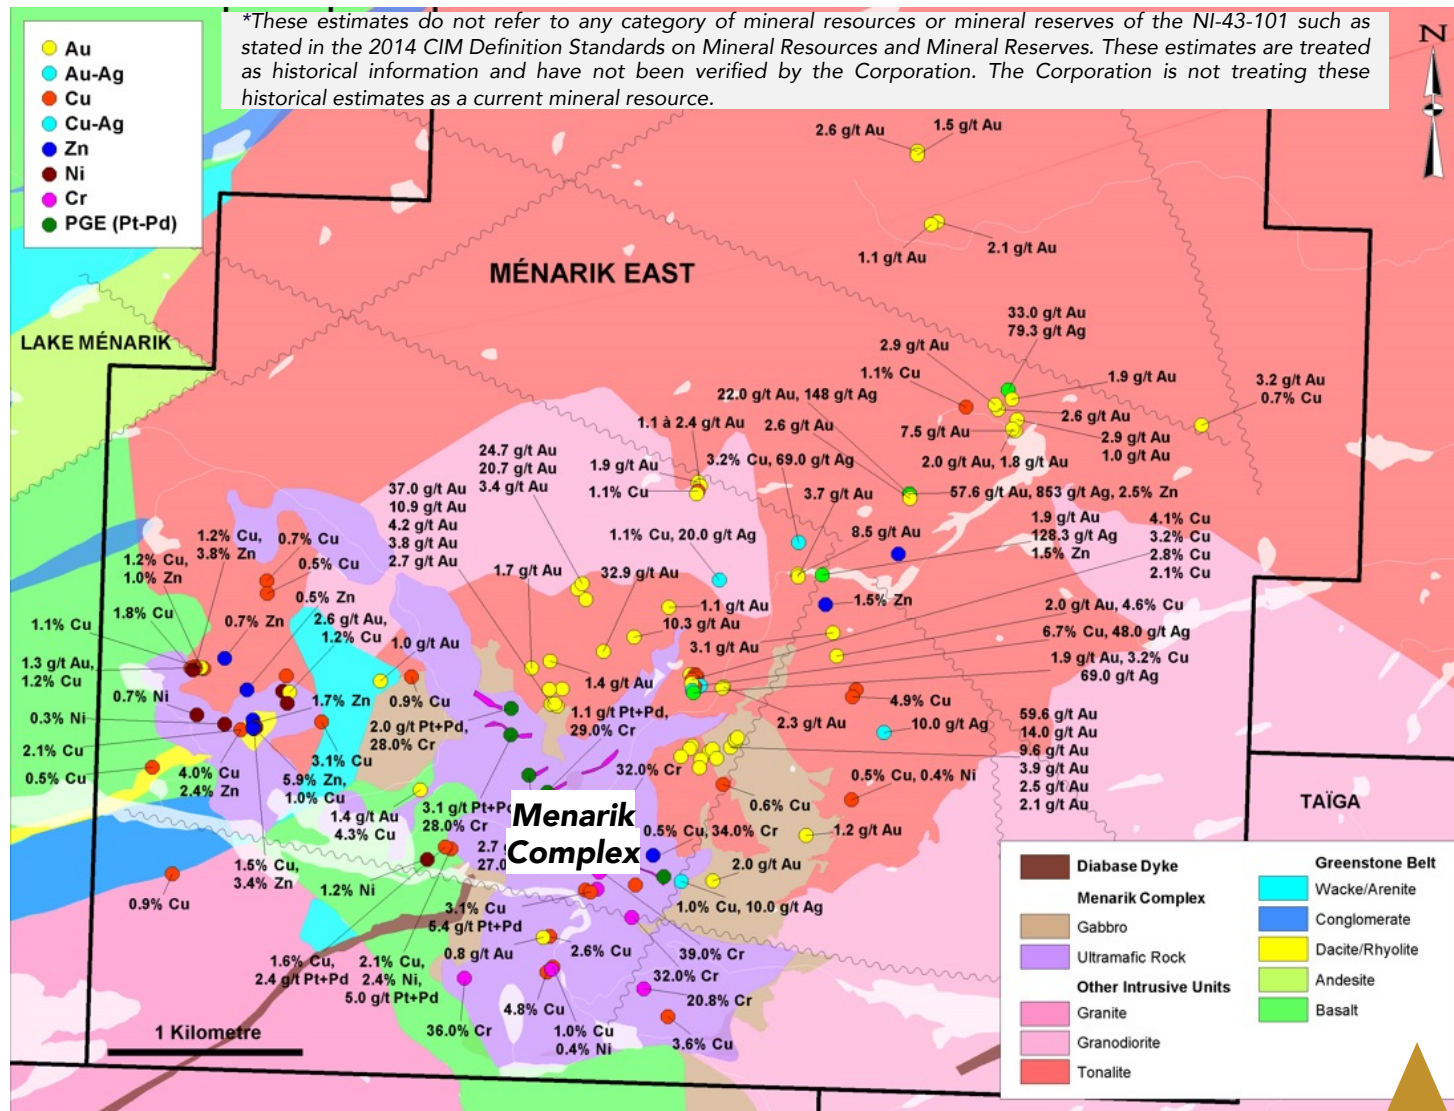 *These estimates do not refer to any category of mineral resources or mineral reserves of the NI-43-101 such as
stated in the 2014 CIM Definition Standards on Mineral Resources and Mineral Reserves. These estimates are treated
as historical information and have not been verified by the Corporation. The Corporation is not treating these
historical estimates as a current mineral resource.
N
Au
Au-Ag
Cu
Cu-Ag
Zn
Ni
Cr
PGE (Pt-Pd)
2.6 g/t Au
1.5 g/t Au
1.1 g/t Au
2.1 g/t Au
MÉNARIK EAST
LAKE MÉNARIK
33.0 g/t Au
79.3 g/t Ag
2.9 g/t Au
1.1% Cu
1.9 g/t Au
3.2 g/t Au
0.7% Cu
22.0 g/t Au, 148 g/t Ag
2.6 g/t Au
1.1 à 2.4 g/t Au
2.6 g/t Au
7.5 g/t Au
2.9 g/t Au
1.0 g/t Au
2.0 g/t Au, 1.8 g/t Au
24.7 g/t Au
20.7 g/t Au
3.4 g/t Au
1.9 g/t Au
1.1% Cu
3.2% Cu, 69.0 g/t Ag
3.7 g/t Au
57.6 g/t Au, 853 g/t Ag, 2.5% Zn
37.0 g/t Au
10.9 g/t Au
4.2 g/t Au
3.8 g/t Au
2.7 g/t Au
1.1% Cu, 20.0 g/t Ag
8.5 g/t Au
1.9 g/t Au
128.3 g/t Ag
1.5% Zn
4.1% Cu
3.2% Cu
2.8% Cu
2.1% Cu
1.2% Cu,
3.8% Zn
0.7% Cu
1.2% Cu,
1.0% Zn
0.5% Cu
1.7 g/t Au
32.9 g/t Au
1.8% Cu
0.5% Zn
1.1 g/t Au
1.5% Zn
2.0 g/t Au, 4.6% Cu
1.1% Cu
0.7% Zn
2.6 g/t Au,
1.2% Cu
10.3 g/t Au
6.7% Cu, 48.0 g/t Ag
1.0 g/t Au
3.1 g/t Au
1.9 g/t Au, 3.2% Cu
69.0 g/t Ag
1.3 g/t Au,
1.2% Cu
1.4 g/t Au
0.7% Ni
1.7% Zn
0.9% Cu
4.9% Cu
0.3% Ni
2.0 g/t Pt+Pd,
28.0% Cr
1.1 g/t Pt+Pd,
29.0% Cr
2.3 g/t Au
10.0 g/t Ag
59.6 g/t Au
14.0 g/t Au
9.6 g/t Au
3.9 g/t Au
2.5 g/t Au
2.1 g/t Au
2.1% Cu
3.1% Cu
0.5% Cu
4.0% Cu
2.4% Zn
5.9% Zn,
1.0% Cu
32.0% Cr
0.5% Cu, 0.4% Ni
0.6% Cu
TAÏGA
1.4 g/t Au
4.3% Cu
3.1 g/t Pt+Pd
28.0% Cr
Menarik
Complex
0.5% Cu, 34.0% Cr
1.2 g/t Au
2.7
27.0
1.5% Cu,
3.4% Zn
1.2% Ni
2.0 g/t Au
0.9% Cu
3.1% Cu
5.4 g/t Pt+Pd
1.0% Cu, 10.0 g/t Ag
0.8 g/t Au
2.6% Cu
39.0% Cr
1.6% Cu,
2.4 g/t Pt+Pd
2.1% Cu,
2.4% Ni,
5.0 g/t Pt+Pd
32.0% Cr
20.8% Cr
4.8% Cu
36.0% Cr
1.0% Cu
0.4% Ni
3.6% Cu
1 Kilometre
Diabase Dyke
Menarik Complex
Gabbro
Ultramafic Rock
Other Intrusive Units
Granite
Granodiorite
Tonalite
Greenstone Belt
Wacke/Arenite
Conglomerate
Dacite/Rhyolite
Andesite
Basalt